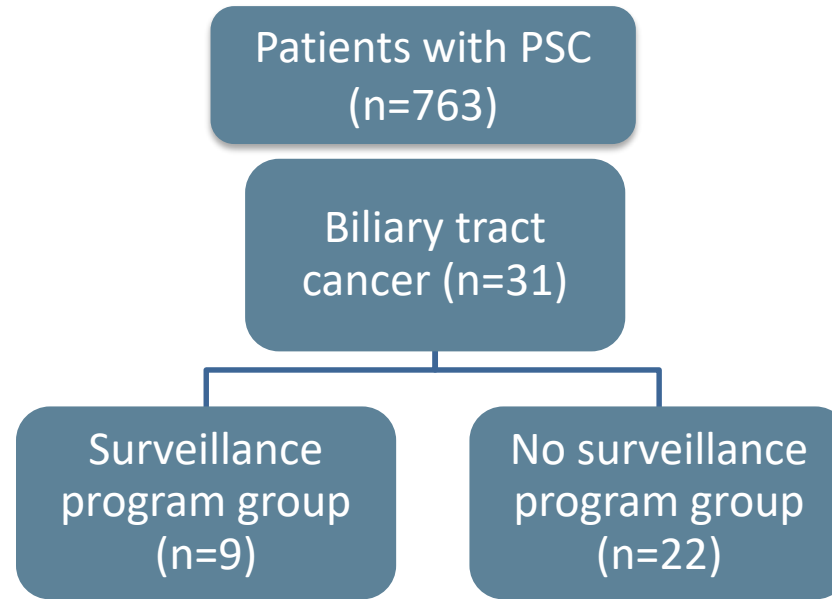 Patients with PSC
(n=763)
Biliary tract
cancer (n=31)
Surveillance
program group
(n=9)
No surveillance
program group
(n=22)